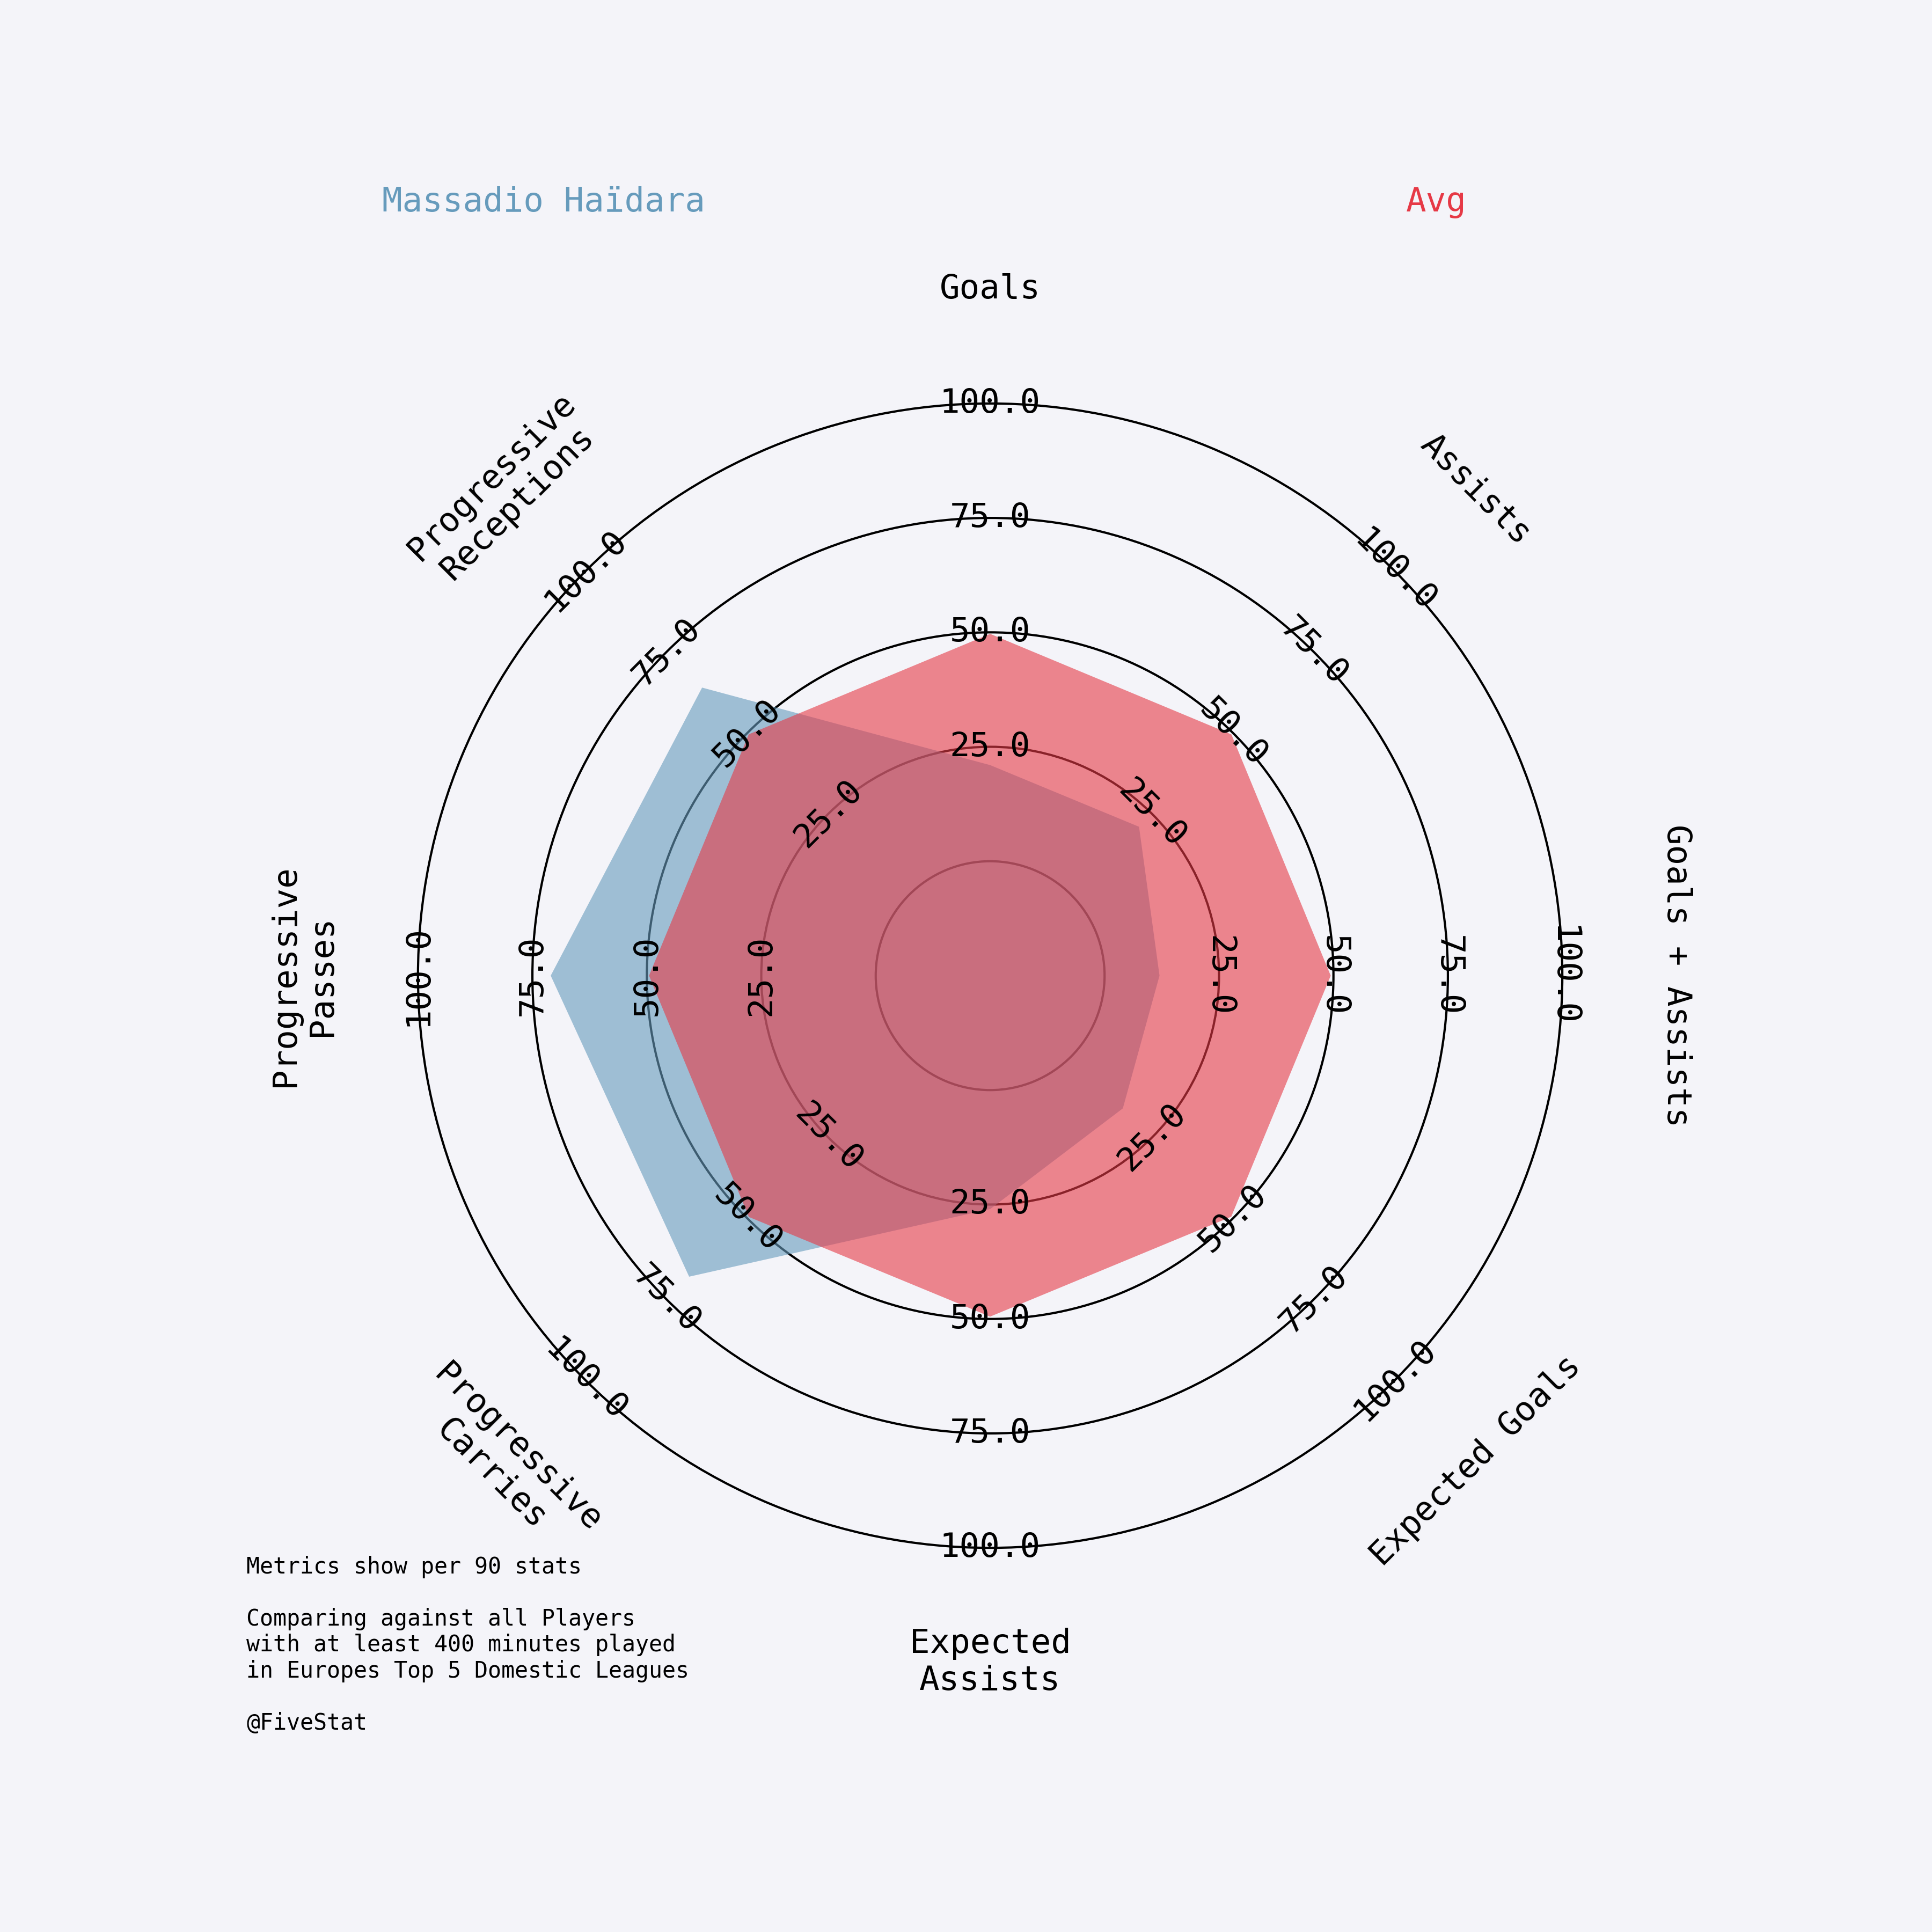 Massadio Haïdara
Avg
Goals
Assists
Goals + Assists
Expected Goals
Expected
Assists
Progressive
Carries
Progressive
Passes
Progressive
Receptions
100.0
75.0
50.0
25.0
100.0
75.0
50.0
25.0
100.0
75.0
50.0
25.0
100.0
75.0
50.0
25.0
25.0
50.0
75.0
100.0
25.0
50.0
75.0
100.0
100.0
75.0
50.0
25.0
100.0
75.0
50.0
25.0
Metrics show per 90 stats
Comparing against all Players
with at least 400 minutes played
in Europes Top 5 Domestic Leagues
@FiveStat